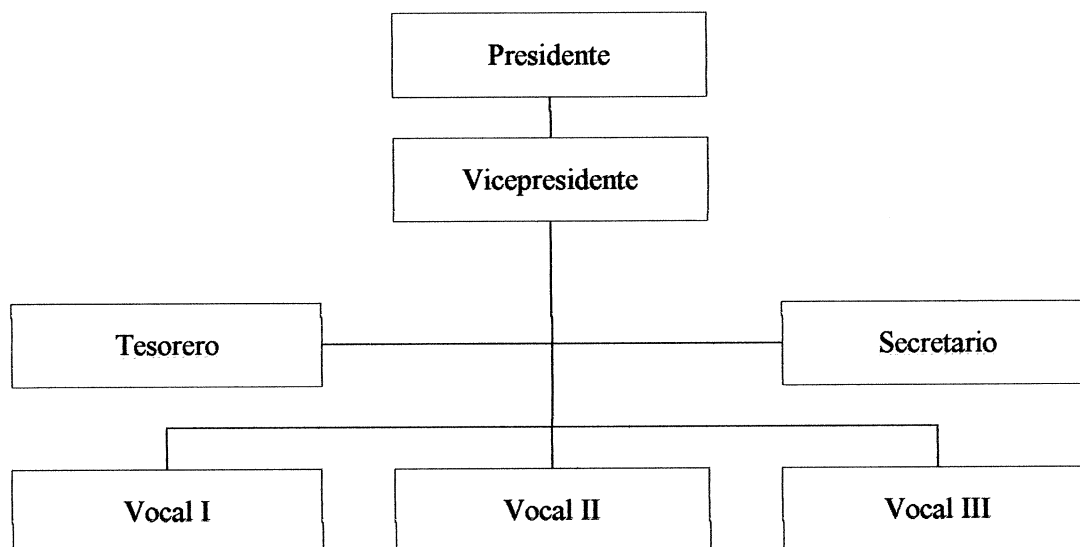 Presidente
Vicepresidente
Tesorero
Secretario
Vocal I
Vocal II
Vocal III